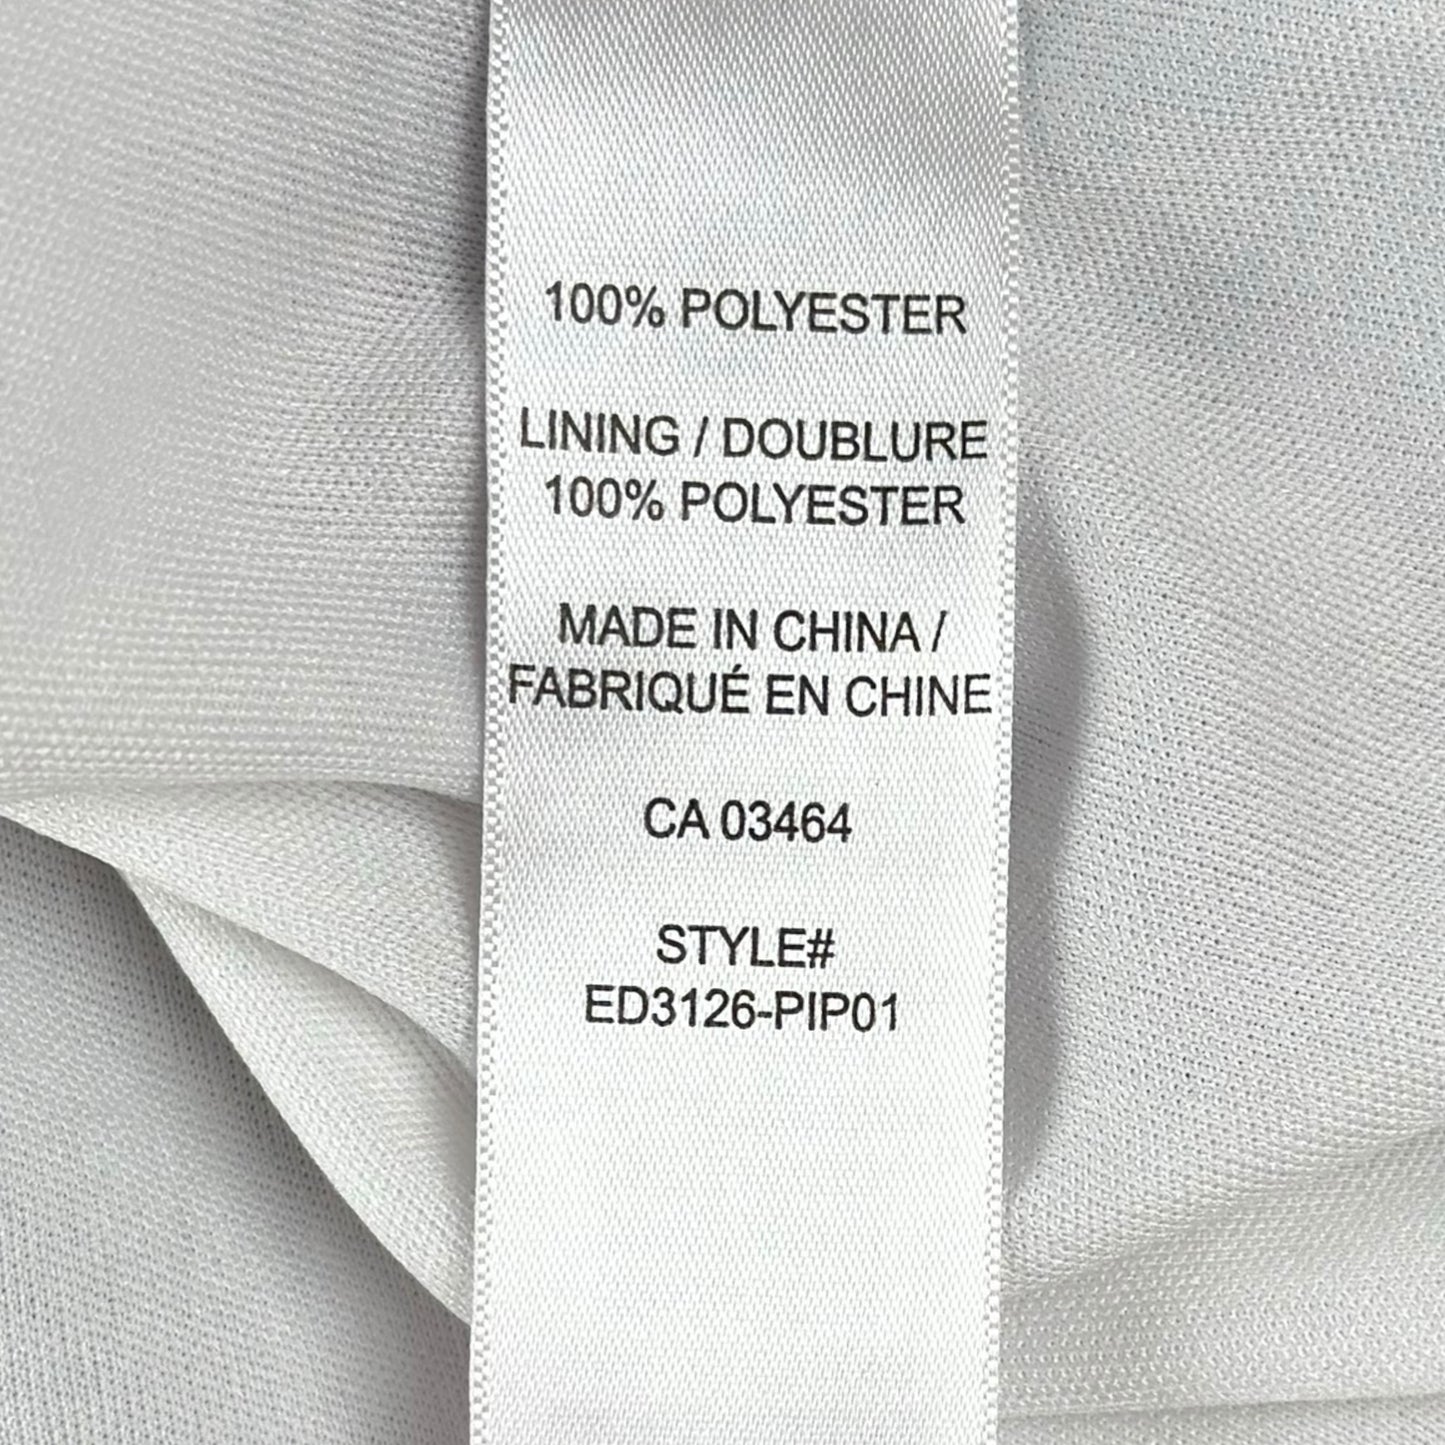 100% POLYESTER
LINING / DOUBLURE
100% POLYESTER
MADE IN CHINA /
FABRIQUÉ EN CHINE
CA 03464
STYLE#
ED3126-PIP01